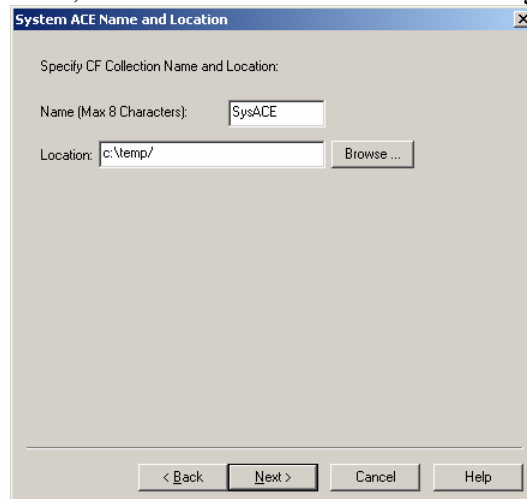 System ACE Name and Location
Specify CF Collection Name and Location:
Name (Max 8 Characters): SysACE
Location: c:\temp/ Browse ...
< Back Next > Cancel Help